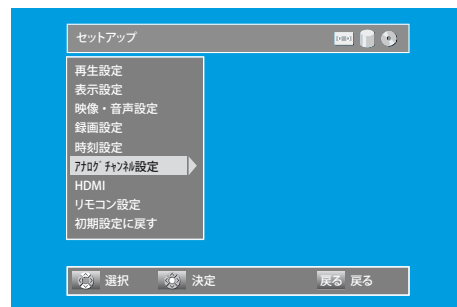 セットアップ
再生設定
表示設定
映像・音声設定
録画設定
時刻設定
ｱﾅﾛｸﾞﾁｬﾝﾈﾙ設定
HDMI
リモコン設定
初期設定に戻す
選択 決定 戻る 戻る